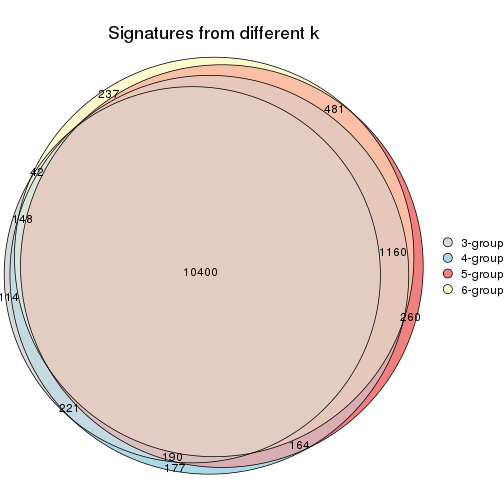 Signatures from different k
237
481
42
148
1160
3-group
4-group
5-group
6-group
10400
114
260
221
164
190
177